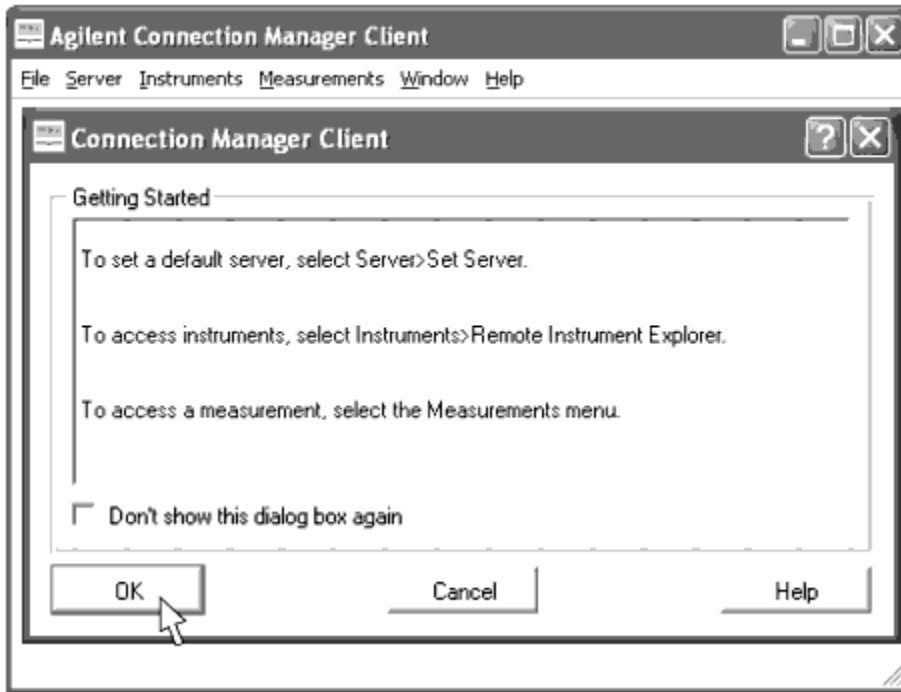 Agilent Connection Manager Client
File Server Instruments Measurements Window Help
Connection Manager Client
Getting Started
To set a default server, select Server>Set Server.
To access instruments, select Instruments>Remote Instrument Explorer.
To access a measurement, select the Measurements menu.
Don't show this dialog box again
OK Cancel Help